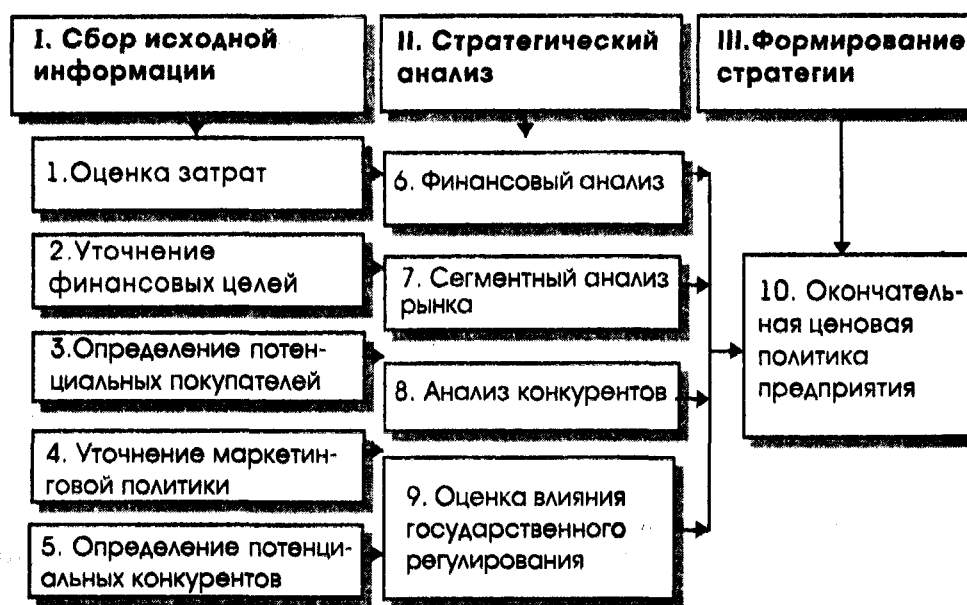 I. Сбор исходной
информации
1.Оценка затрат
2.Уточнение
финансовых целей
3.Определение потен-
циальных покупателей
4. Уточнение маркетин-
говой политики
5. Определение потенци-
альных конкурентов
II. Стратегический
анализ
6. Финансовый анализ
7. Сегментный анализ
рынка
8. Анализ конкурентов
9. Оценка влияния
государственного
регулирования
III.Формирование
стратегии
10. Окончатель-
ная ценовая
политика
предприятия